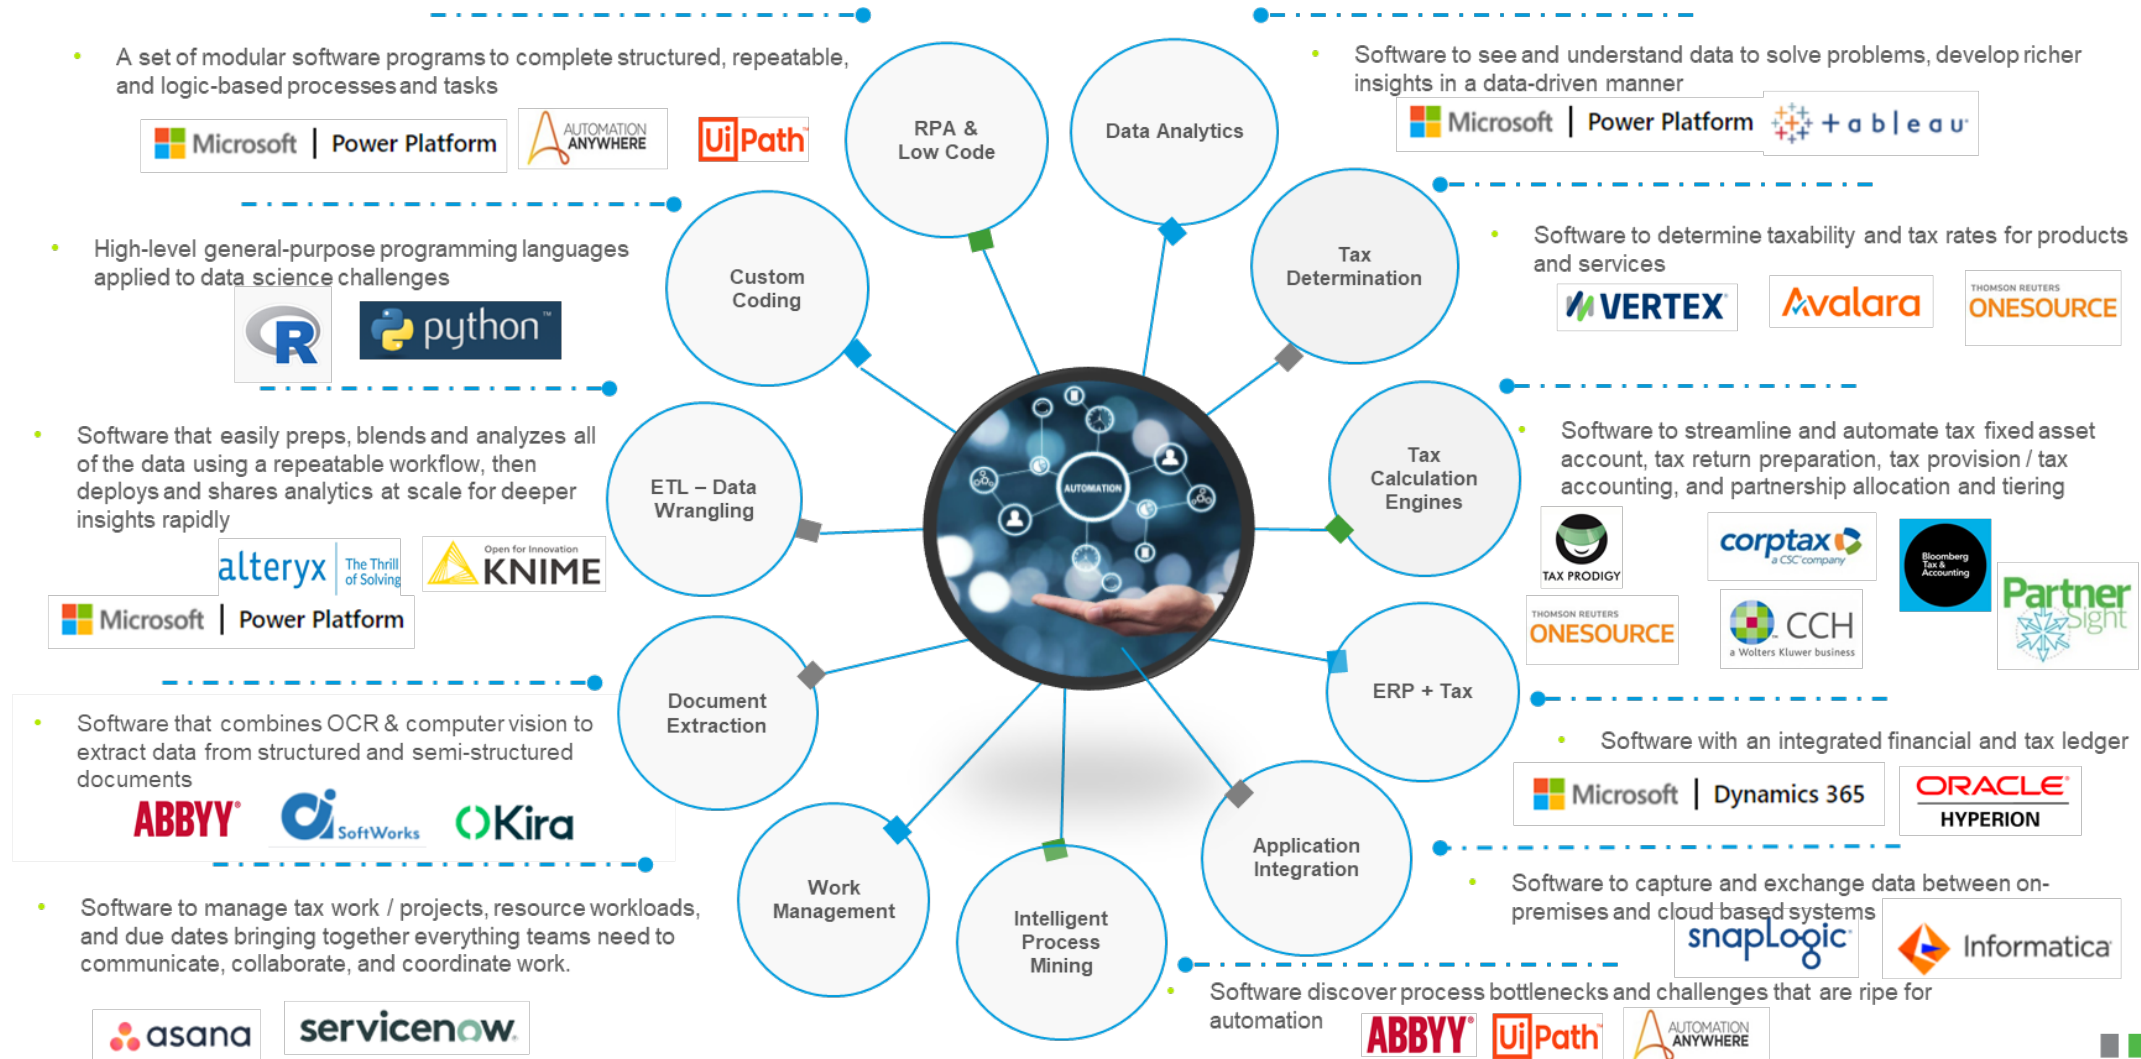 A set of modular software programs to complete structured, repeatable,
and logic-based processes and tasks
Microsoft | Power Platform
AUTOMATION
ANYWHERE
UiPath
RPA &
Low Code
Data Analytics
Software to see and understand data to solve problems, develop richer
insights in a data-driven manner
Microsoft | Power Platform
+ableau
High-level general-purpose programming languages
applied to data science challenges
R
python™
Custom
Coding
Tax
Determination
Software to determine taxability and tax rates for products
and services
VERTEX
Avalara
THOMSON REUTERS
ONESOURCE
Software that easily preps, blends and analyzes all
of the data using a repeatable workflow, then
deploys and shares analytics at scale for deeper
insights rapidly
alteryx
The Thrill
of Solving
Open for Innovation
KNIME
Microsoft | Power Platform
ETL – Data
Wrangling
AUTOMATION
Tax
Calculation
Engines
Software to streamline and automate tax fixed asset
account, tax return preparation, tax provision / tax
accounting, and partnership allocation and tiering
TAX PRODIGY
corptax
a CSC company
Bloomberg
Tax &
Accounting
THOMSON REUTERS
ONESOURCE
CCH
a Wolters Kluwer business
Partner
Sight
Document
Extraction
Software that combines OCR & computer vision to
extract data from structured and semi-structured
documents
ABBYY®
SoftWorks
Kira
ERP + Tax
Software with an integrated financial and tax ledger
Microsoft | Dynamics 365
ORACLE®
HYPERION
Work
Management
Software to manage tax work / projects, resource workloads,
and due dates bringing together everything teams need to
communicate, collaborate, and coordinate work.
asana
servicenow
Application
Integration
Software to capture and exchange data between on-
premises and cloud based systems
snapLogic
Informatica
Intelligent
Process
Mining
Software discover process bottlenecks and challenges that are ripe for
automation
ABBYY®
UiPath
AUTOMATION
ANYWHERE